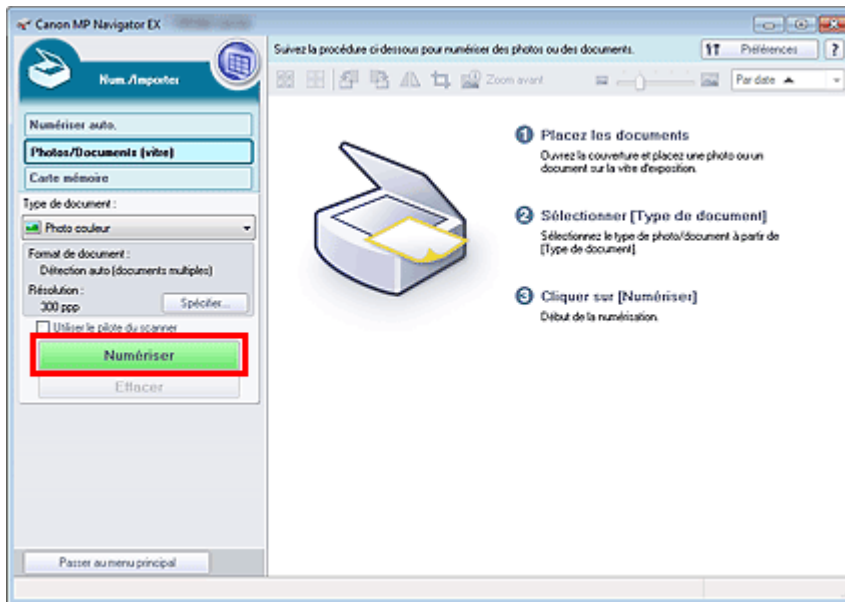 Canon MP Navigator EX
Suivez la procédure ci-dessous pour numériser des photos ou des documents.
Préférences
?
Num./Importer
Zoom avant
Par date
Numériser auto.
Photos/Documents (vitre)
Carte mémoire
Type de document :
Photo couleur
Format de document :
Détection auto (documents multiples)
Résolution :
300 ppp
Spécifier...
Utiliser le pilote du scanner
Numériser
Effacer
Passer au menu principal
1 Placez les documents
Ouvrez la couverture et placez une photo ou un
document sur la vitre d'exposition.
2 Sélectionner [Type de document]
Sélectionnez le type de photo/document à partir de
[Type de document].
3 Cliquer sur [Numériser]
Début de la numérisation.